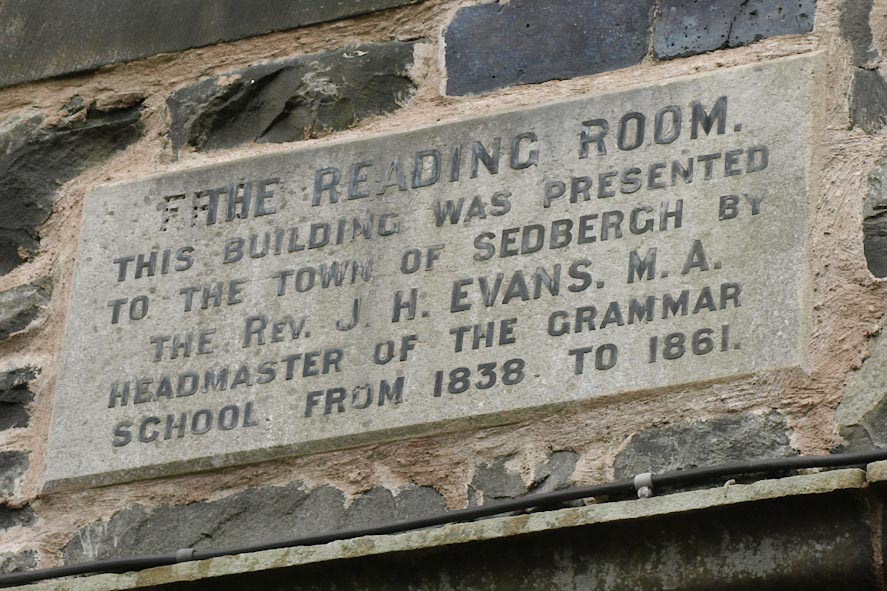 THE READING ROOM.
THIS BUILDING WAS PRESENTED
TO THE TOWN OF SEDBERGH BY
THE REV. J. H. EVANS. M. A.
HEADMASTER OF THE GRAMMAR
SCHOOL FROM 1838 TO 1861.